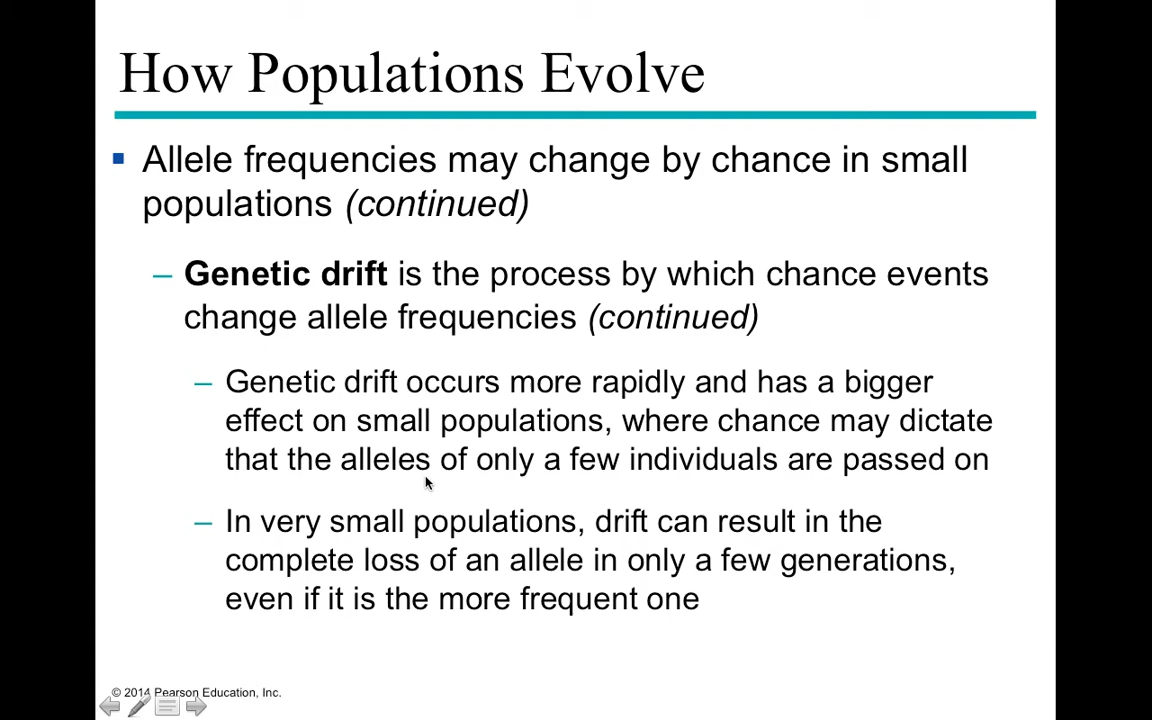 How Populations Evolve
Allele frequencies may change by chance in small
populations (continued)
– Genetic drift is the process by which chance events
change allele frequencies (continued)
– Genetic drift occurs more rapidly and has a bigger
effect on small populations, where chance may dictate
that the alleles of only a few individuals are passed on
– In very small populations, drift can result in the
complete loss of an allele in only a few generations,
even if it is the more frequent one
© 2014 Pearson Education, Inc.